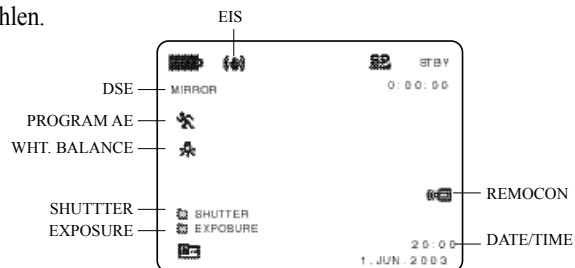 hlen.
EIS
STBY
DSE
MIRROR
0:00:00
PROGRAM AE
WHT. BALANCE
REMOCON
SHUTTTER
SHUTTER
EXPOSURE
EXPOSURE
20:00
DATE/TIME
1.JUN.2003